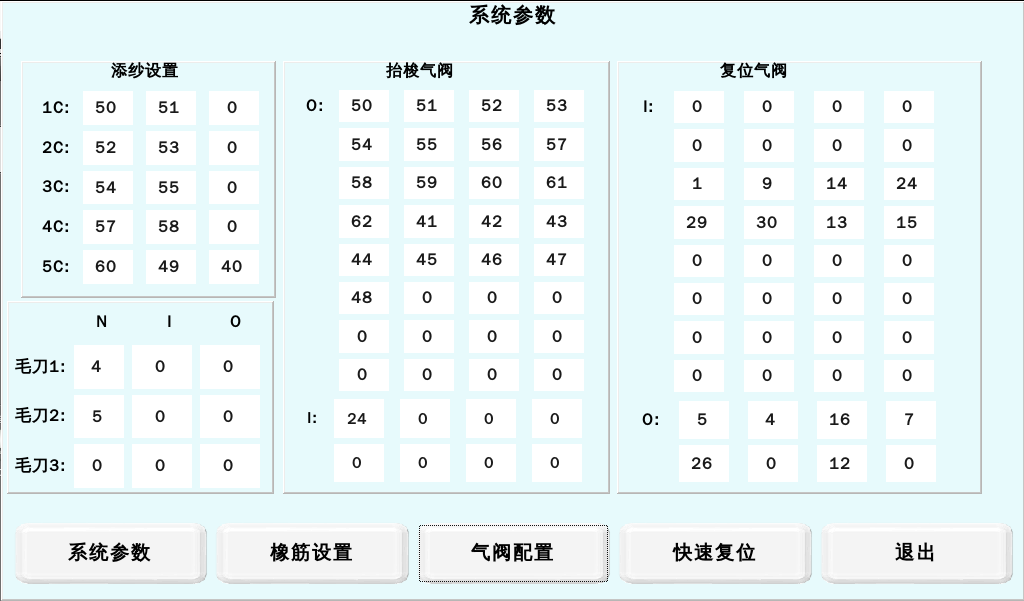 系统参数
添纱设置
1C: 50 51 0
2C: 52 53 0
3C: 54 55 0
4C: 57 58 0
5C: 60 49 40
N I O
毛刀1: 4 0 0
毛刀2: 5 0 0
毛刀3: 0 0 0
抬梭气阀
O: 50 51 52 53
54 55 56 57
58 59 60 61
62 41 42 43
44 45 46 47
48 0 0 0
0 0 0 0
0 0 0 0
I: 24 0 0 0
0 0 0 0
复位气阀
I: 0 0 0 0
0 0 0 0
1 9 14 24
29 30 13 15
0 0 0 0
0 0 0 0
0 0 0 0
0 0 0 0
O: 5 4 16 7
26 0 12 0
系统参数 橡筋设置 气阀配置 快速复位 退出